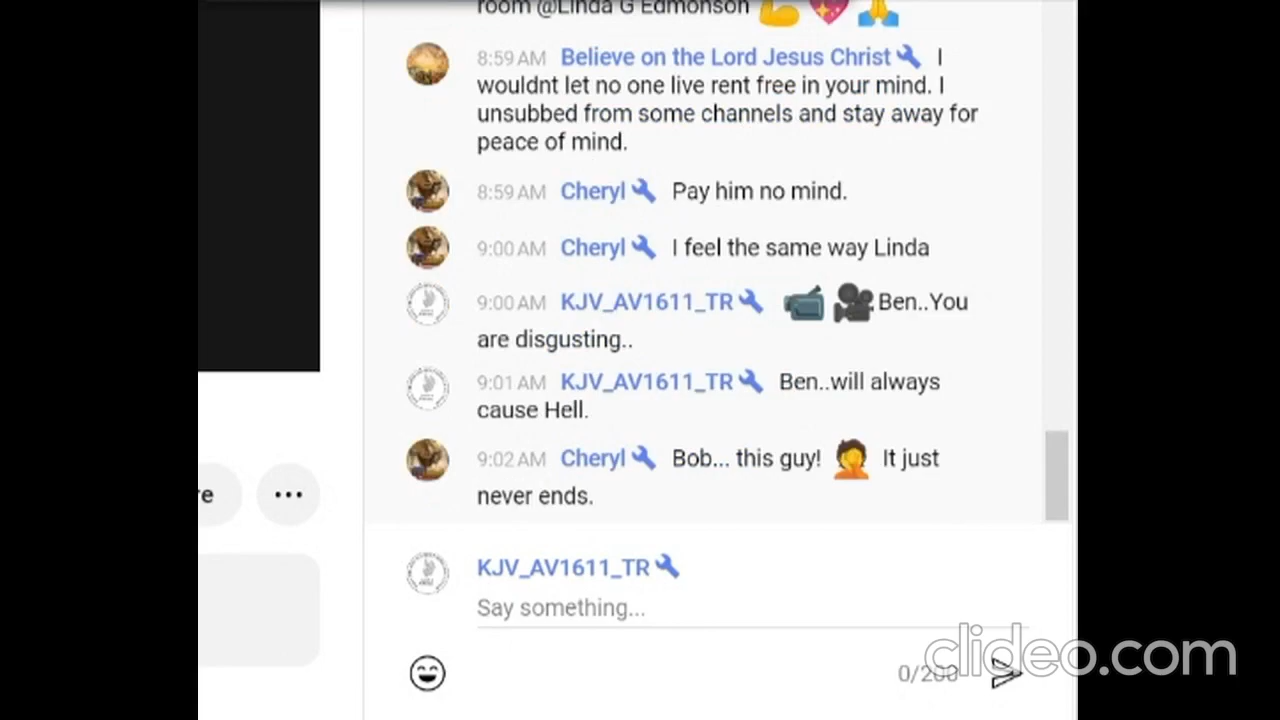 room @Linda G Edmonson
8:59 AM Believe on the Lord Jesus Christ I
wouldnt let no one live rent free in your mind. I
unsubbed from some channels and stay away for
peace of mind.
8:59 AM Cheryl Pay him no mind.
9:00 AM Cheryl I feel the same way Linda
9:00 AM KJV_AV1611_TR Ben..You
are disgusting..
9:01 AM KJV_AV1611_TR Ben..will always
cause Hell.
re
9:02 AM Cheryl Bob... this guy! It just
never ends.
KJV_AV1611_TR
Say something...
0/200
clideo.com